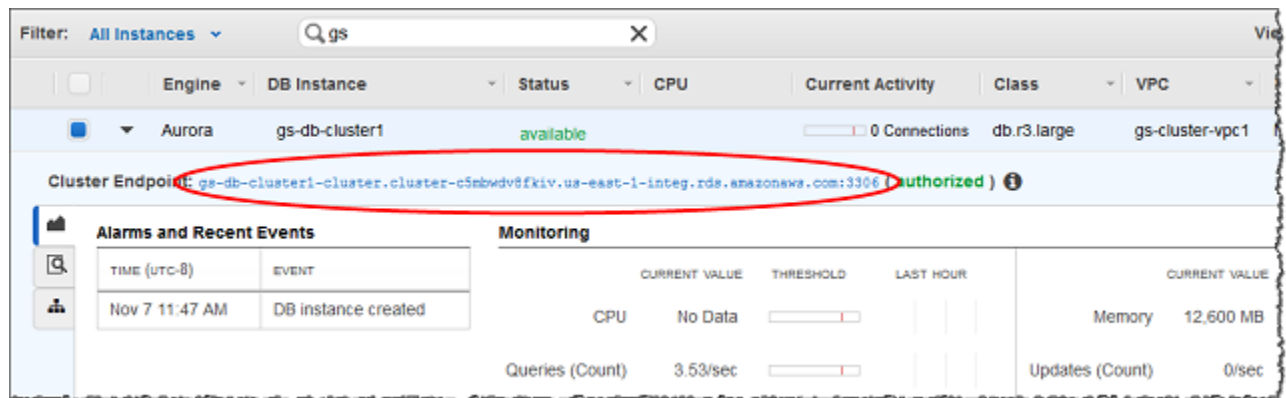 Filter: All Instances gs Vie
Engine DB Instance Status CPU Current Activity Class VPC
Aurora gs-db-cluster1 available 0 Connections db.r3.large gs-cluster-vpc1
Cluster Endpoint: gs-db-cluster1-cluster.cluster-c5mbwdv8fkiv.us-east-1-integ.rds.amazonaws.com:3306 ( authorized )
Alarms and Recent Events Monitoring
TIME (UTC-8) EVENT CURRENT VALUE THRESHOLD LAST HOUR CURRENT VALUE
Nov 7 11:47 AM DB instance created CPU No Data Memory 12,600 MB
Queries (Count) 3.53/sec Updates (Count) 0/sec